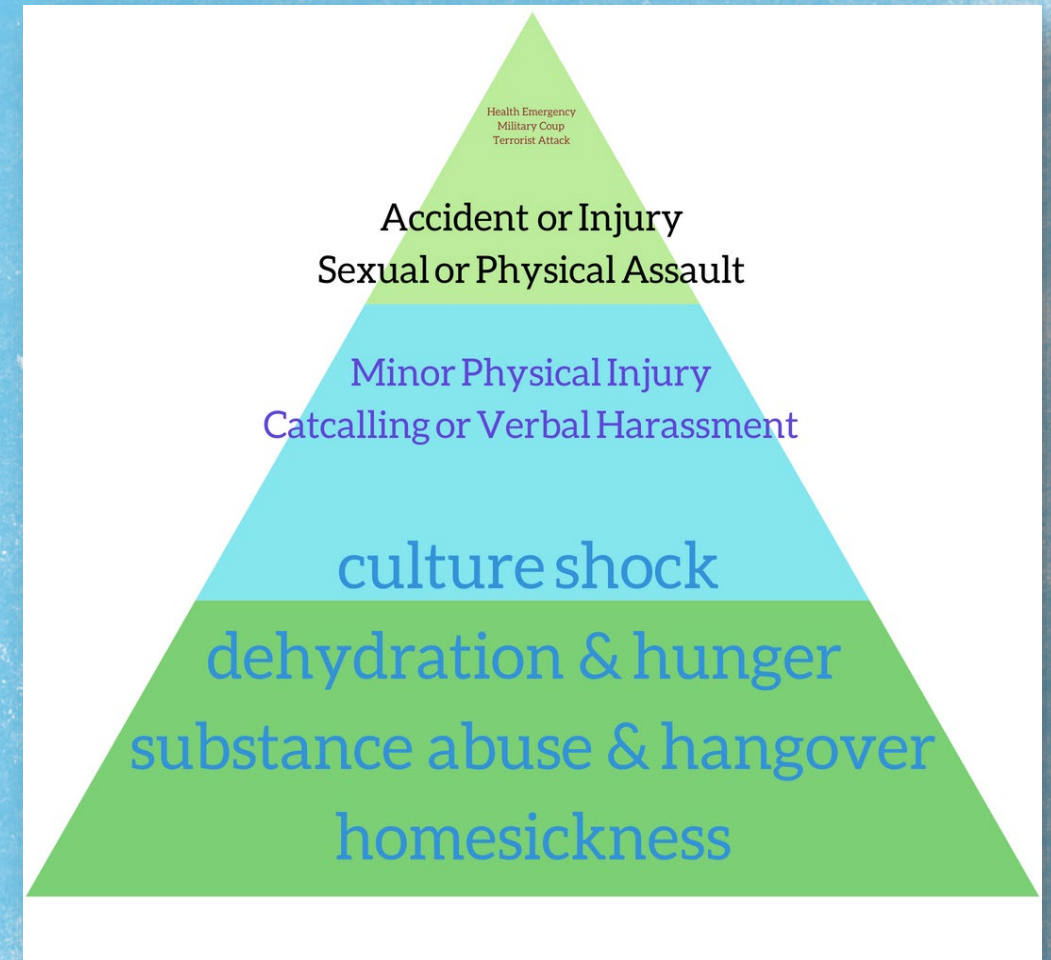 Health Emergency
Military Coup
Terrorist Attack
Accident or Injury
Sexual or Physical Assault
Minor Physical Injury
Catcalling or Verbal Harassment
culture shock
dehydration & hunger
substance abuse & hangover
homesickness